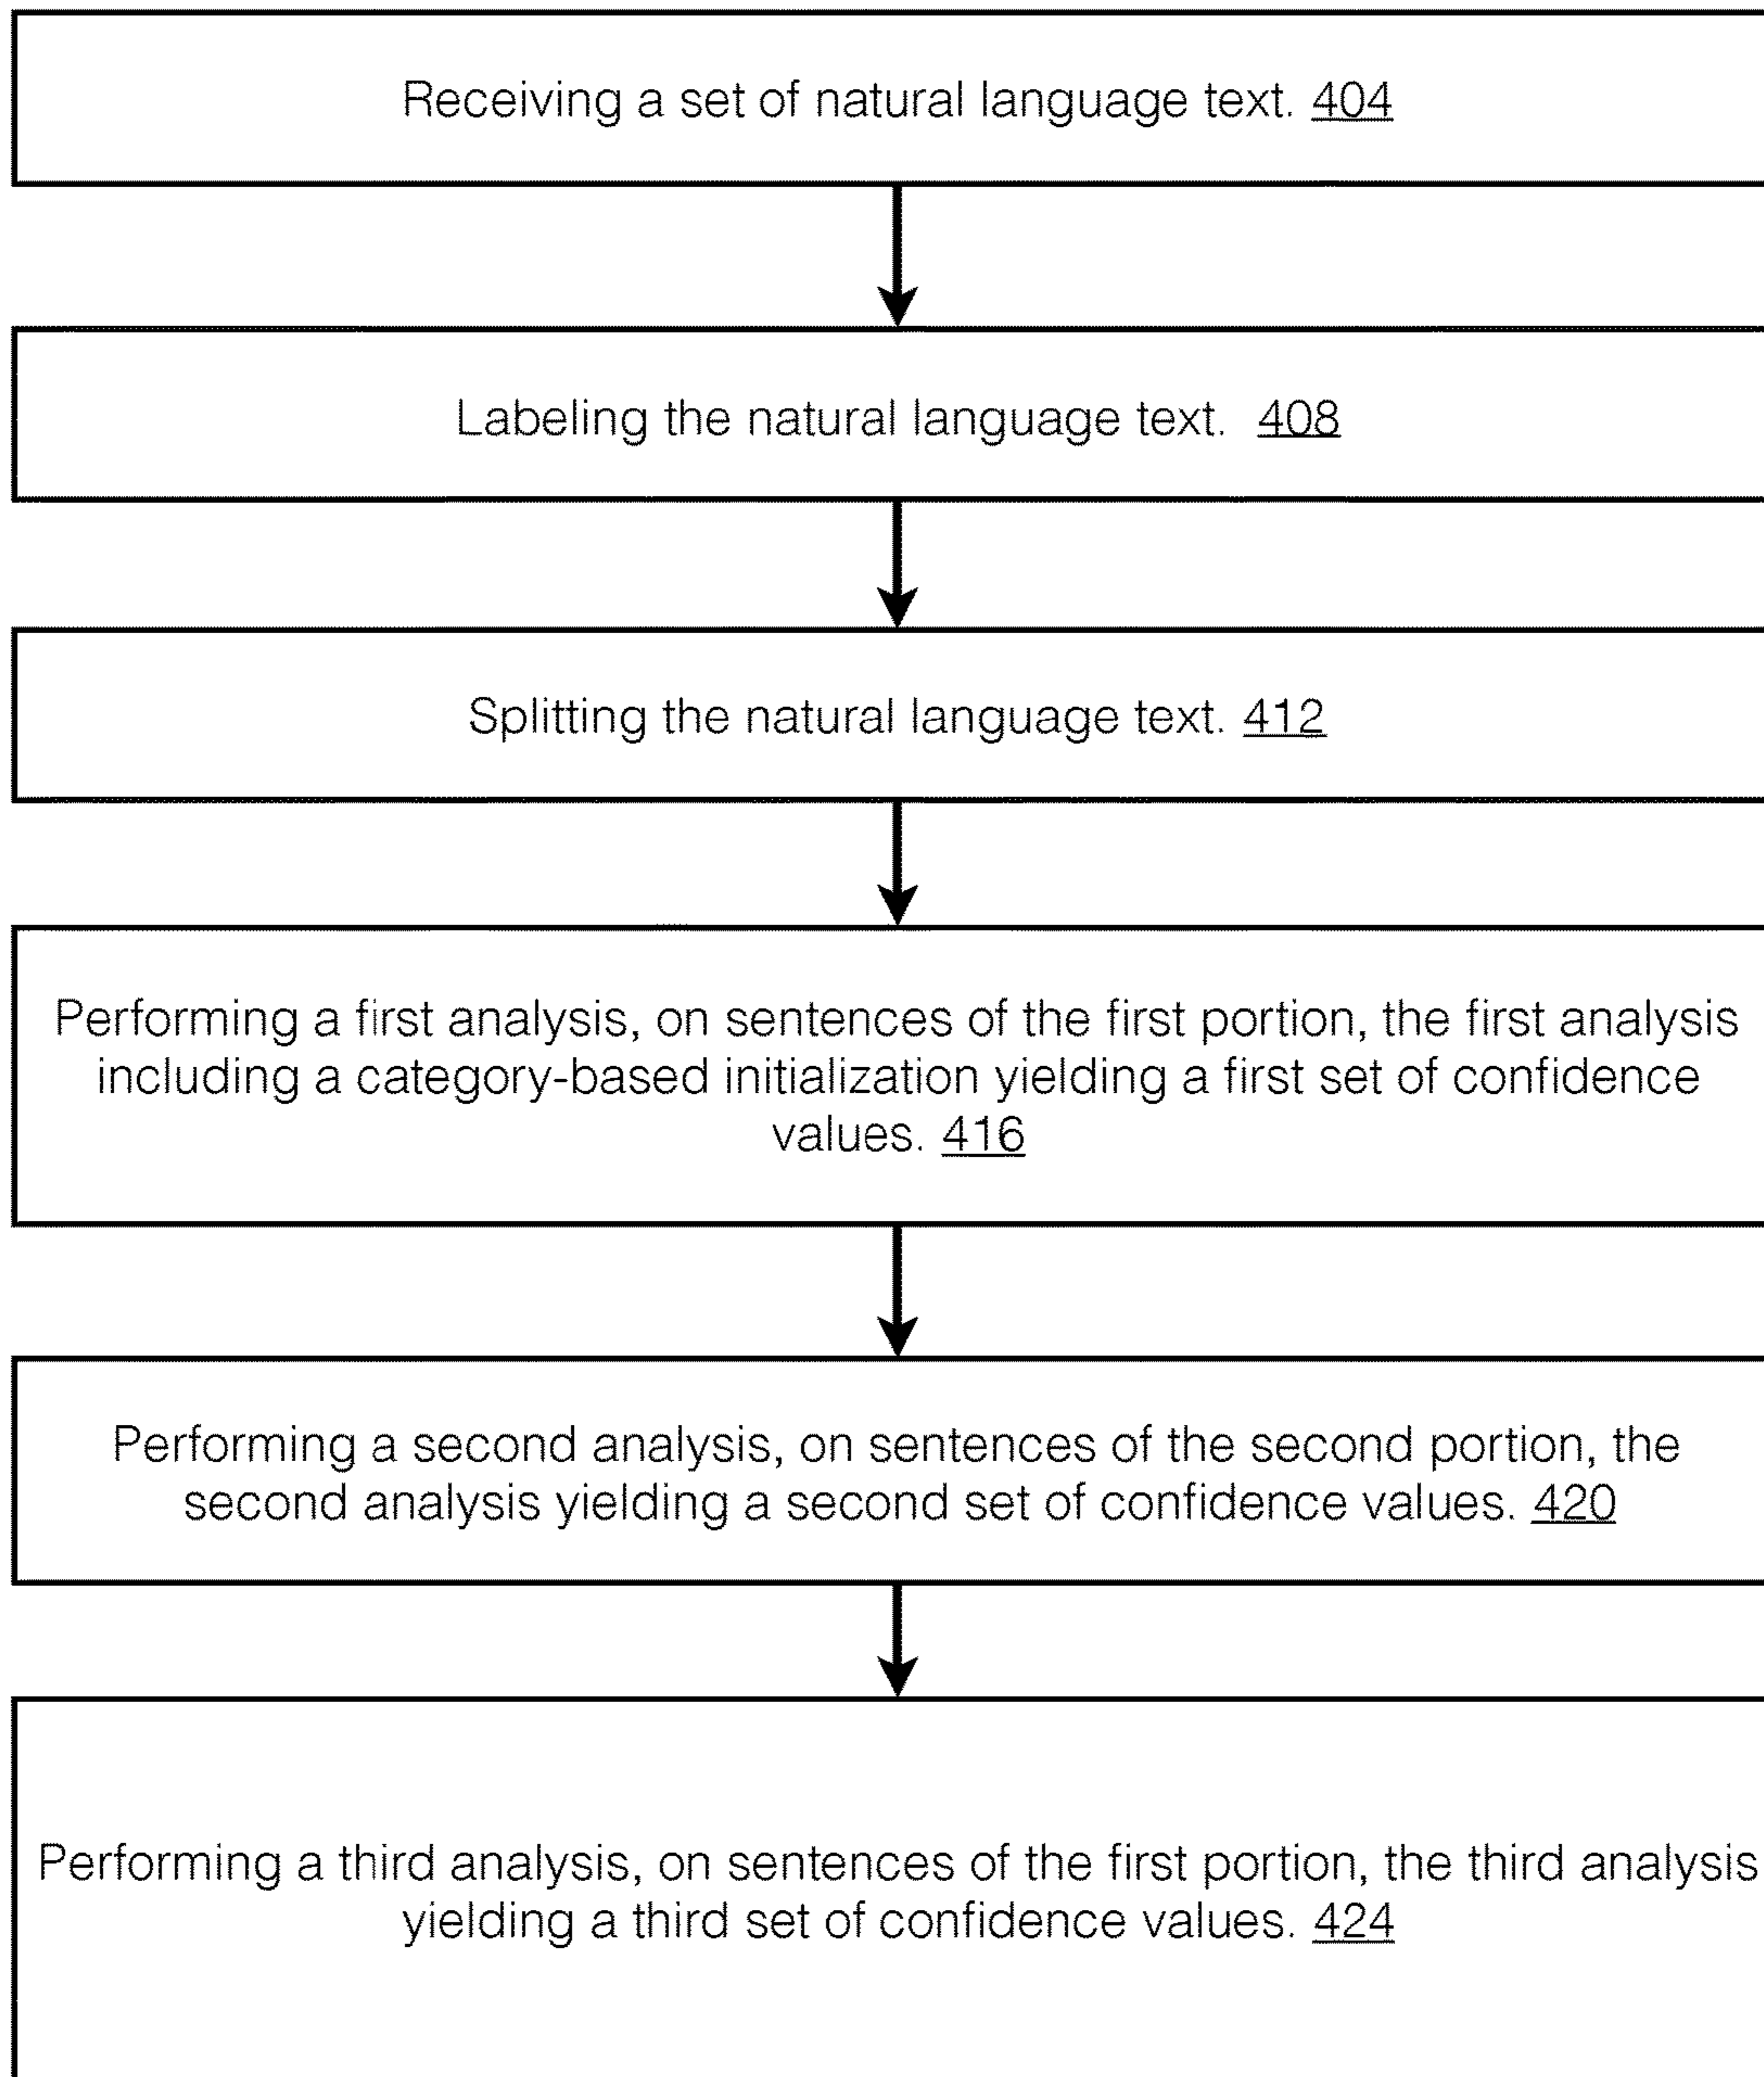 Receiving a set of natural language text. 404
Labeling the natural language text. 408
Splitting the natural language text. 412
Performing a first analysis, on sentences of the first portion, the first analysis
including a category-based initialization yielding a first set of confidence
values. 416
Performing a second analysis, on sentences of the second portion, the
second analysis yielding a second set of confidence values. 420
Performing a third analysis, on sentences of the first portion, the third analysis
yielding a third set of confidence values. 424